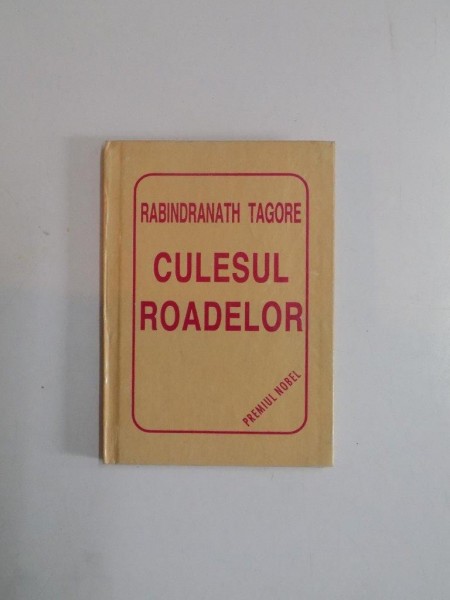 RABINDRANATH TAGORE
CULESUL
ROADELOR
PREMIUL NOBEL